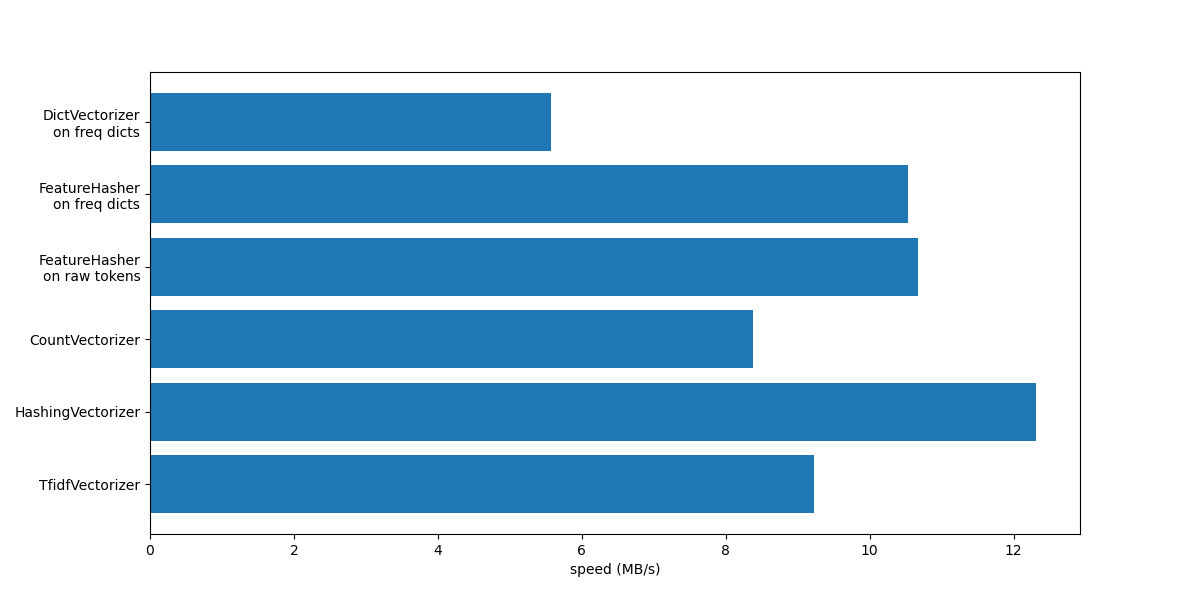 DictVectorizer
on freq dicts
FeatureHasher
on freq dicts
FeatureHasher
on raw tokens
CountVectorizer
HashingVectorizer
TfidfVectorizer
0 2 4 6 8 10 12
speed (MB/s)